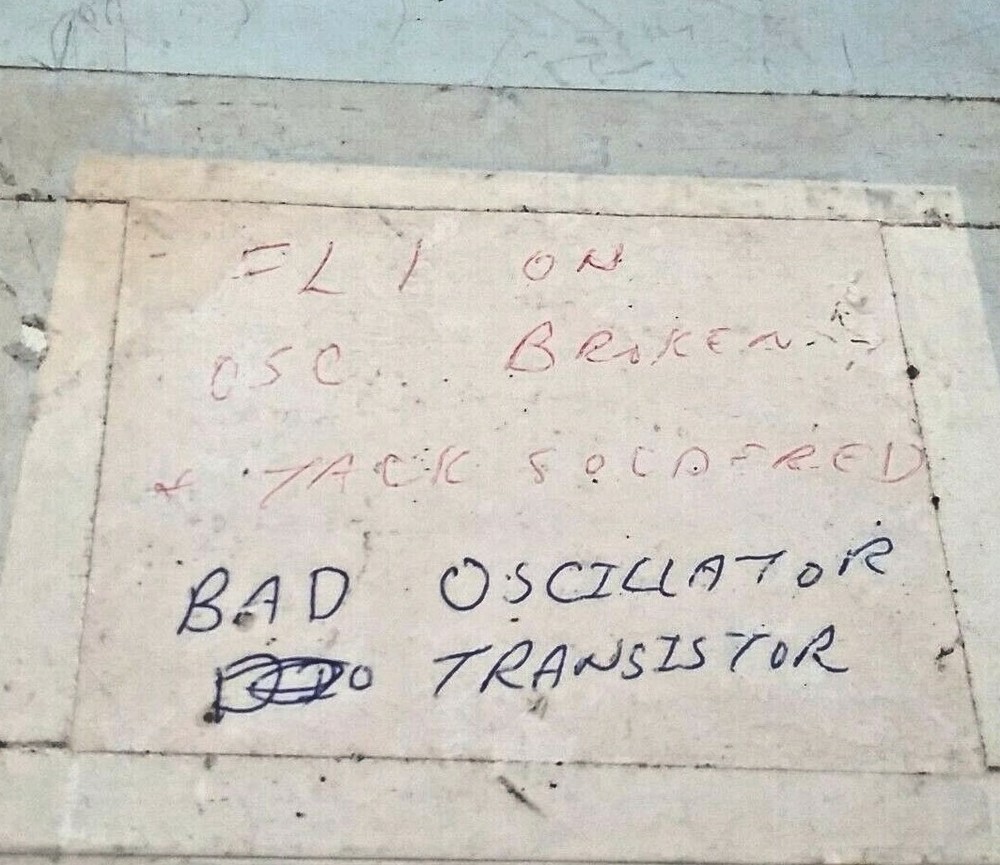 FL1 ON
OSC BROKEN
+ TACK SOLDERED
BAD OSCILLATOR
TRANSISTOR